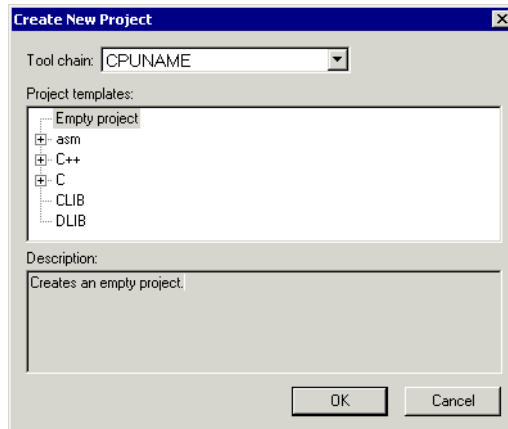 Create New Project
Tool chain: CPUNAME
Project templates:
Empty project
asm
C++
C
CLIB
DLIB
Description:
Creates an empty project.
OK Cancel